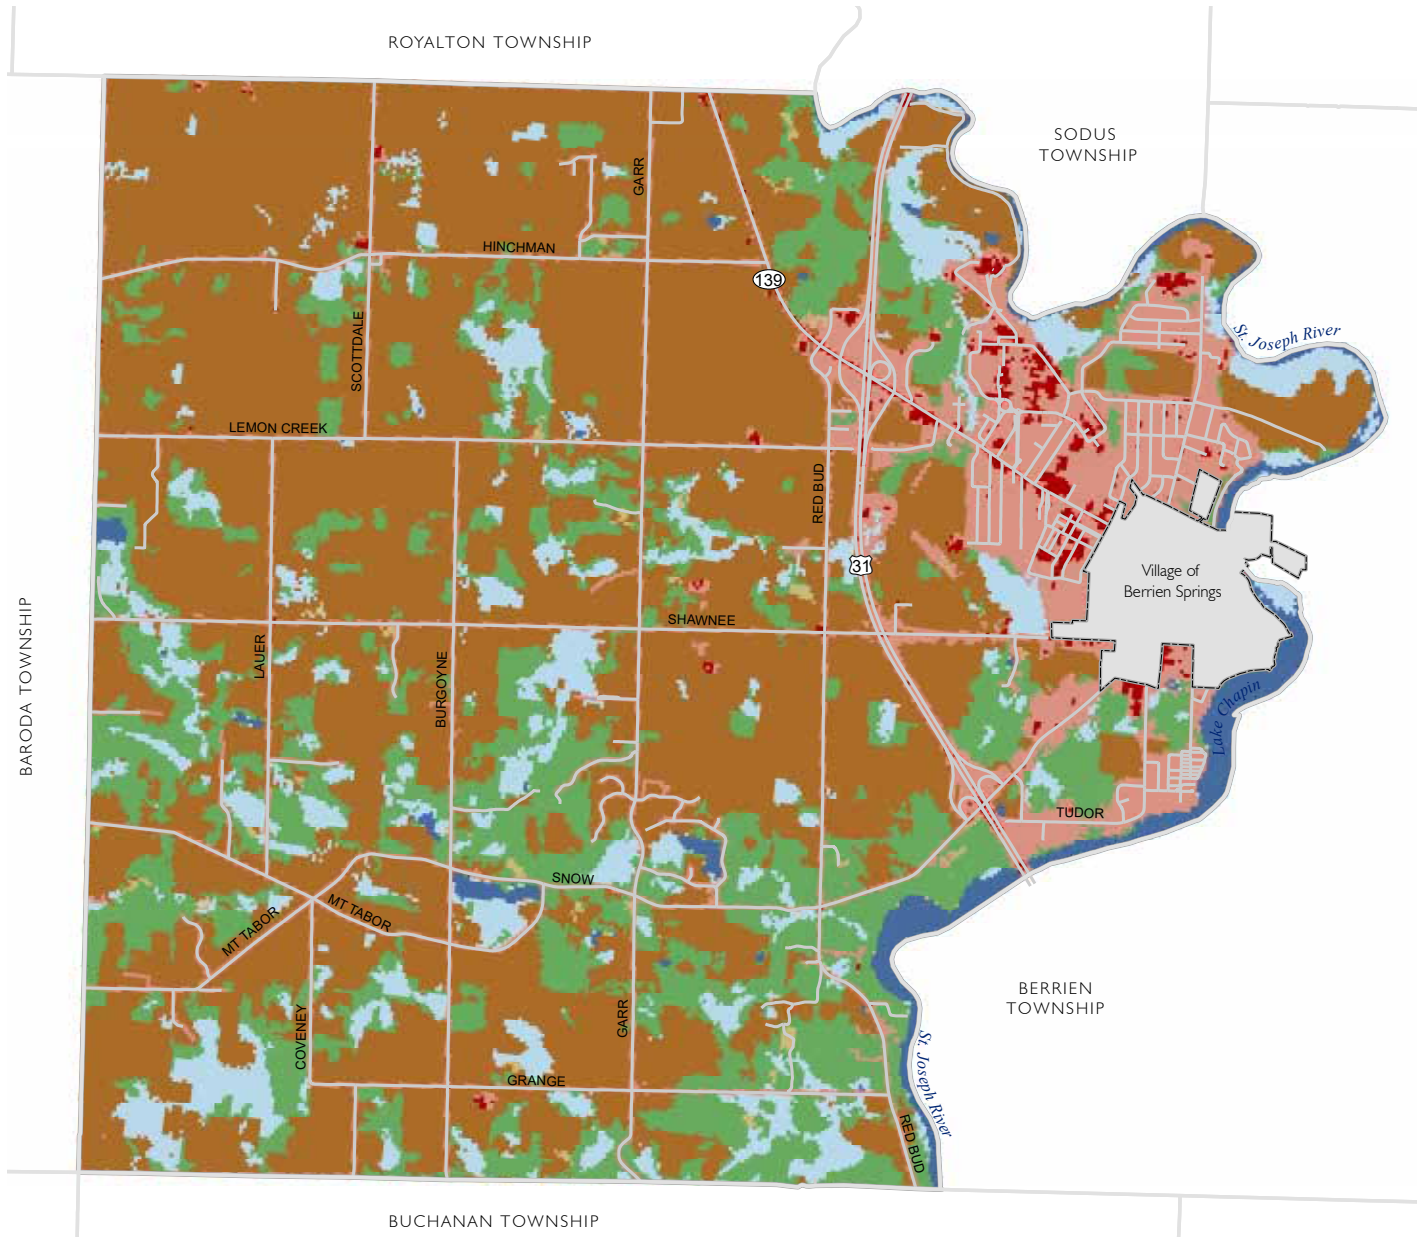 ROYALTON TOWNSHIP
SODUS
TOWNSHIP
GARR
HINCHMAN
139
SCOTTDALE
St. Joseph River
LEMON CREEK
RED BUD
31
Village of
Berrien Springs
BARODA TOWNSHIP
SHAWNEE
LAUER
BURGOYNE
Lake Chapin
TUDOR
SNOW
MT TABOR
MT TABOR
BERRIEN
TOWNSHIP
COVENEY
GARR
St. Joseph River
GRANGE
RED BUD
BUCHANAN TOWNSHIP